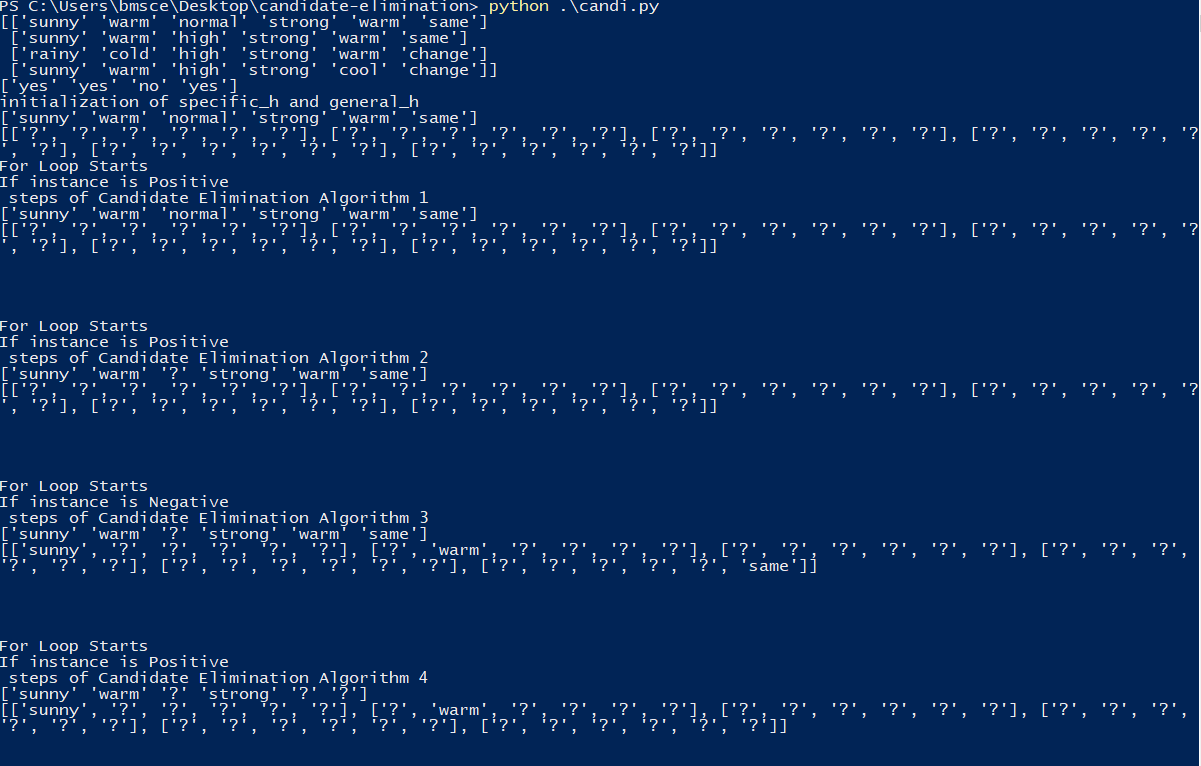 PS C:\Users\bmsce\Desktop\candidate-elimination> python .\candi.py
[['sunny' 'warm' 'normal' 'strong' 'warm' 'same']
 ['sunny' 'warm' 'high' 'strong' 'warm' 'same']
 ['rainy' 'cold' 'high' 'strong' 'warm' 'change']
 ['sunny' 'warm' 'high' 'strong' 'cool' 'change']]
['yes' 'yes' 'no' 'yes']
initialization of specific_h and general_h
['sunny' 'warm' 'normal' 'strong' 'warm' 'same']
[['?', '?', '?', '?', '?', '?'], ['?', '?', '?', '?', '?', '?'], ['?', '?', '?', '?', '?', '?'], ['?', '?', '?', '?', '?
', '?'], ['?', '?', '?', '?', '?', '?'], ['?', '?', '?', '?', '?', '?']]
For Loop Starts
If instance is Positive
 steps of Candidate Elimination Algorithm 1
['sunny' 'warm' 'normal' 'strong' 'warm' 'same']
[['?', '?', '?', '?', '?', '?'], ['?', '?', '?', '?', '?', '?'], ['?', '?', '?', '?', '?', '?'], ['?', '?', '?', '?', '?
', '?'], ['?', '?', '?', '?', '?', '?'], ['?', '?', '?', '?', '?', '?']]
For Loop Starts
If instance is Positive
 steps of Candidate Elimination Algorithm 2
['sunny' 'warm' '?' 'strong' 'warm' 'same']
[['?', '?', '?', '?', '?', '?'], ['?', '?', '?', '?', '?', '?'], ['?', '?', '?', '?', '?', '?'], ['?', '?', '?', '?', '?
', '?'], ['?', '?', '?', '?', '?', '?'], ['?', '?', '?', '?', '?', '?']]
For Loop Starts
If instance is Negative
 steps of Candidate Elimination Algorithm 3
['sunny' 'warm' '?' 'strong' 'warm' 'same']
[['sunny', '?', '?', '?', '?', '?'], ['?', 'warm', '?', '?', '?', '?'], ['?', '?', '?', '?', '?', '?'], ['?', '?', '?',
'?', '?', '?'], ['?', '?', '?', '?', '?', '?'], ['?', '?', '?', '?', '?', 'same']]
For Loop Starts
If instance is Positive
 steps of Candidate Elimination Algorithm 4
['sunny' 'warm' '?' 'strong' '?' '?']
[['sunny', '?', '?', '?', '?', '?'], ['?', 'warm', '?', '?', '?', '?'], ['?', '?', '?', '?', '?', '?'], ['?', '?', '?',
'?', '?', '?'], ['?', '?', '?', '?', '?', '?'], ['?', '?', '?', '?', '?', '?']]